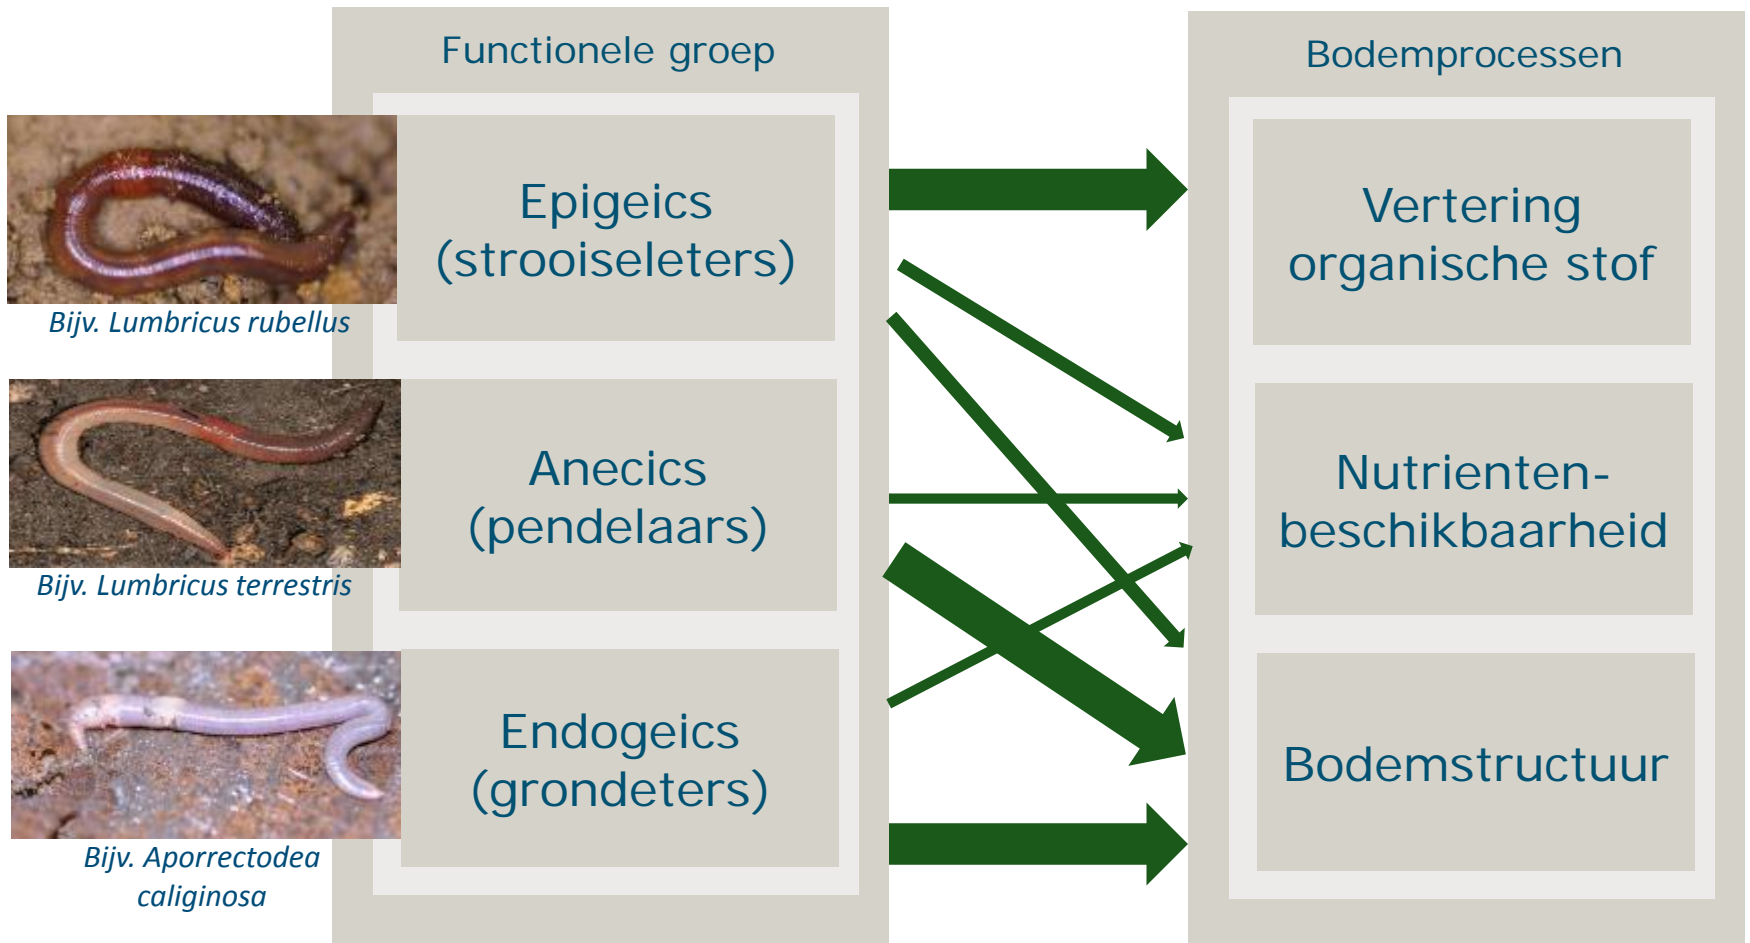 Functionele groep
Epigeics
(strooiseleters)
Bijv. Lumbricus rubellus
Anecics
(pendelaars)
Bijv. Lumbricus terrestris
Endogeics
(grondeters)
Bijv. Aporrectodea
caliginosa
Bodemprocessen
Vertering
organische stof
Nutrienten-
beschikbaarheid
Bodemstructuur